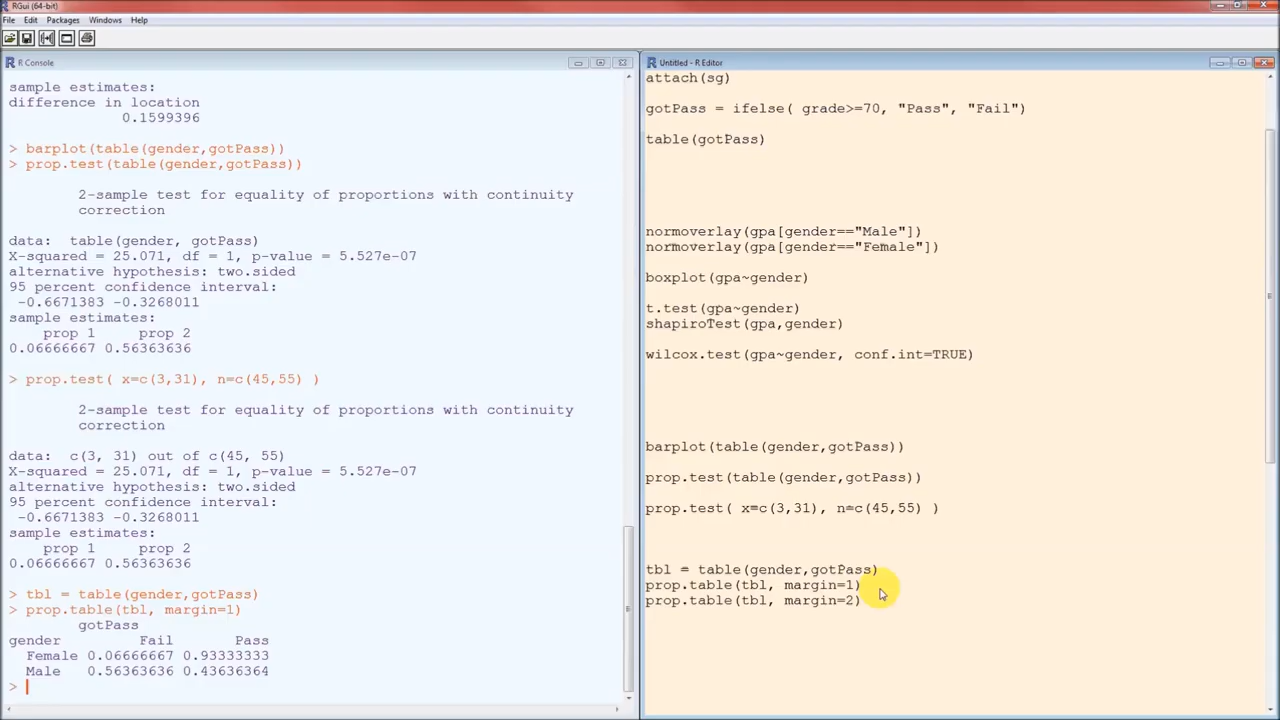 RGui (64-bit)
File Edit Packages Windows Help
R Console
sample estimates:
difference in location
0.1599396
> barplot(table(gender,gotPass))
> prop.test(table(gender,gotPass))
2-sample test for equality of proportions with continuity
correction
data:  table(gender, gotPass)
X-squared = 25.071, df = 1, p-value = 5.527e-07
alternative hypothesis: two.sided
95 percent confidence interval:
-0.6671383 -0.3268011
sample estimates:
prop 1 prop 2
0.06666667 0.56363636
> prop.test( x=c(3,31), n=c(45,55) )
2-sample test for equality of proportions with continuity
correction
data:  c(3, 31) out of c(45, 55)
X-squared = 25.071, df = 1, p-value = 5.527e-07
alternative hypothesis: two.sided
95 percent confidence interval:
-0.6671383 -0.3268011
sample estimates:
prop 1 prop 2
0.06666667 0.56363636
> tbl = table(gender,gotPass)
> prop.table(tbl, margin=1)
gotPass
gender Fail Pass
Female 0.06666667 0.93333333
Male 0.56363636 0.43636364
>
Untitled - R Editor
attach(sg)
gotPass = ifelse( grade>=70, "Pass", "Fail")
table(gotPass)
normoverlay(gpa[gender=="Male"])
normoverlay(gpa[gender=="Female"])
boxplot(gpa~gender)
t.test(gpa~gender)
shapiroTest(gpa,gender)
wilcox.test(gpa~gender, conf.int=TRUE)
barplot(table(gender,gotPass))
prop.test(table(gender,gotPass))
prop.test( x=c(3,31), n=c(45,55) )
tbl = table(gender,gotPass)
prop.table(tbl, margin=1)
prop.table(tbl, margin=2)